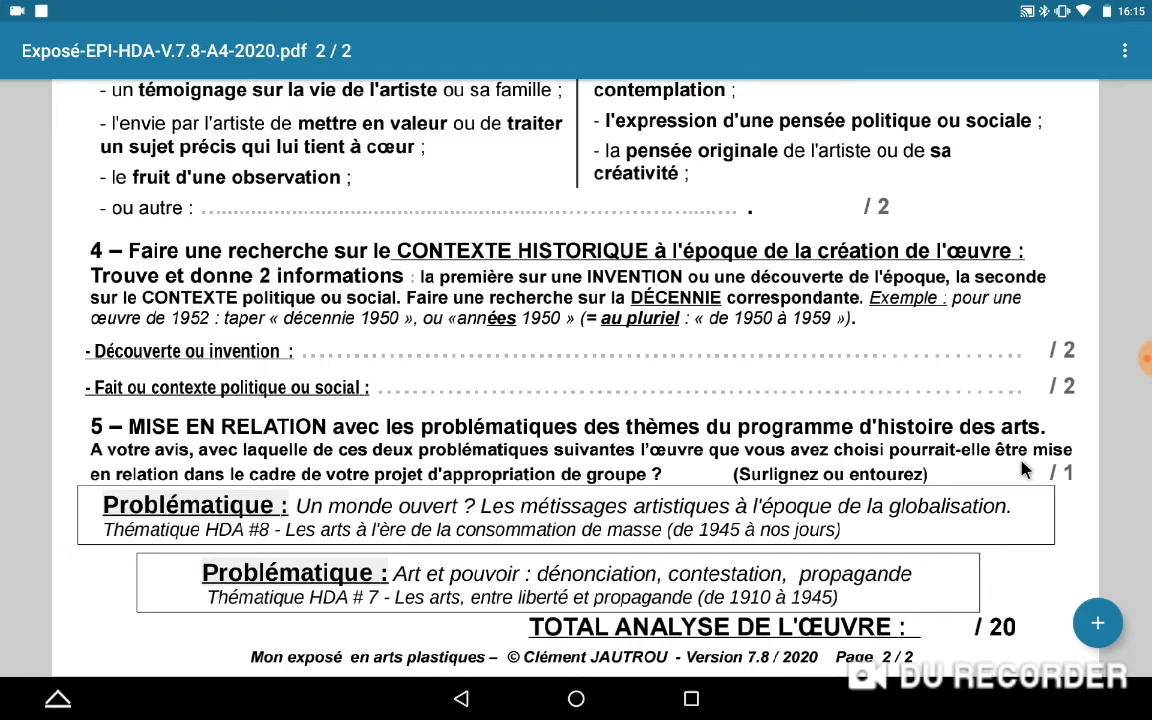 16:15
Exposé-EPI-HDA-V.7.8-A4-2020.pdf 2 / 2
- un témoignage sur la vie de l'artiste ou sa famille ;
- l'envie par l'artiste de mettre en valeur ou de traiter
un sujet précis qui lui tient à cœur ;
- le fruit d'une observation ;
- ou autre : ........................................................................ .
contemplation ;
- l'expression d'une pensée politique ou sociale ;
- la pensée originale de l'artiste ou de sa
créativité ;
/ 2
4 – Faire une recherche sur le CONTEXTE HISTORIQUE à l'époque de la création de l'œuvre :
Trouve et donne 2 informations : la première sur une INVENTION ou une découverte de l'époque, la seconde
sur le CONTEXTE politique ou social. Faire une recherche sur la DÉCENNIE correspondante. Exemple : pour une
œuvre de 1952 : taper « décennie 1950 », ou «années 1950 » (= au pluriel : « de 1950 à 1959 »).
- Découverte ou invention : ........................................................................ / 2
- Fait ou contexte politique ou social : ................................................................ / 2
5 – MISE EN RELATION avec les problématiques des thèmes du programme d'histoire des arts.
A votre avis, avec laquelle de ces deux problématiques suivantes l'œuvre que vous avez choisi pourrait-elle être mise
en relation dans le cadre de votre projet d'appropriation de groupe ? (Surlignez ou entourez) / 1
Problématique : Un monde ouvert ? Les métissages artistiques à l'époque de la globalisation.
Thématique HDA #8 - Les arts à l'ère de la consommation de masse (de 1945 à nos jours)
Problématique : Art et pouvoir : dénonciation, contestation, propagande
Thématique HDA # 7 - Les arts, entre liberté et propagande (de 1910 à 1945)
TOTAL ANALYSE DE L'ŒUVRE : / 20
Mon exposé en arts plastiques – © Clément JAUTROU - Version 7.8 / 2020 Page 2 / 2
DU RECORDER